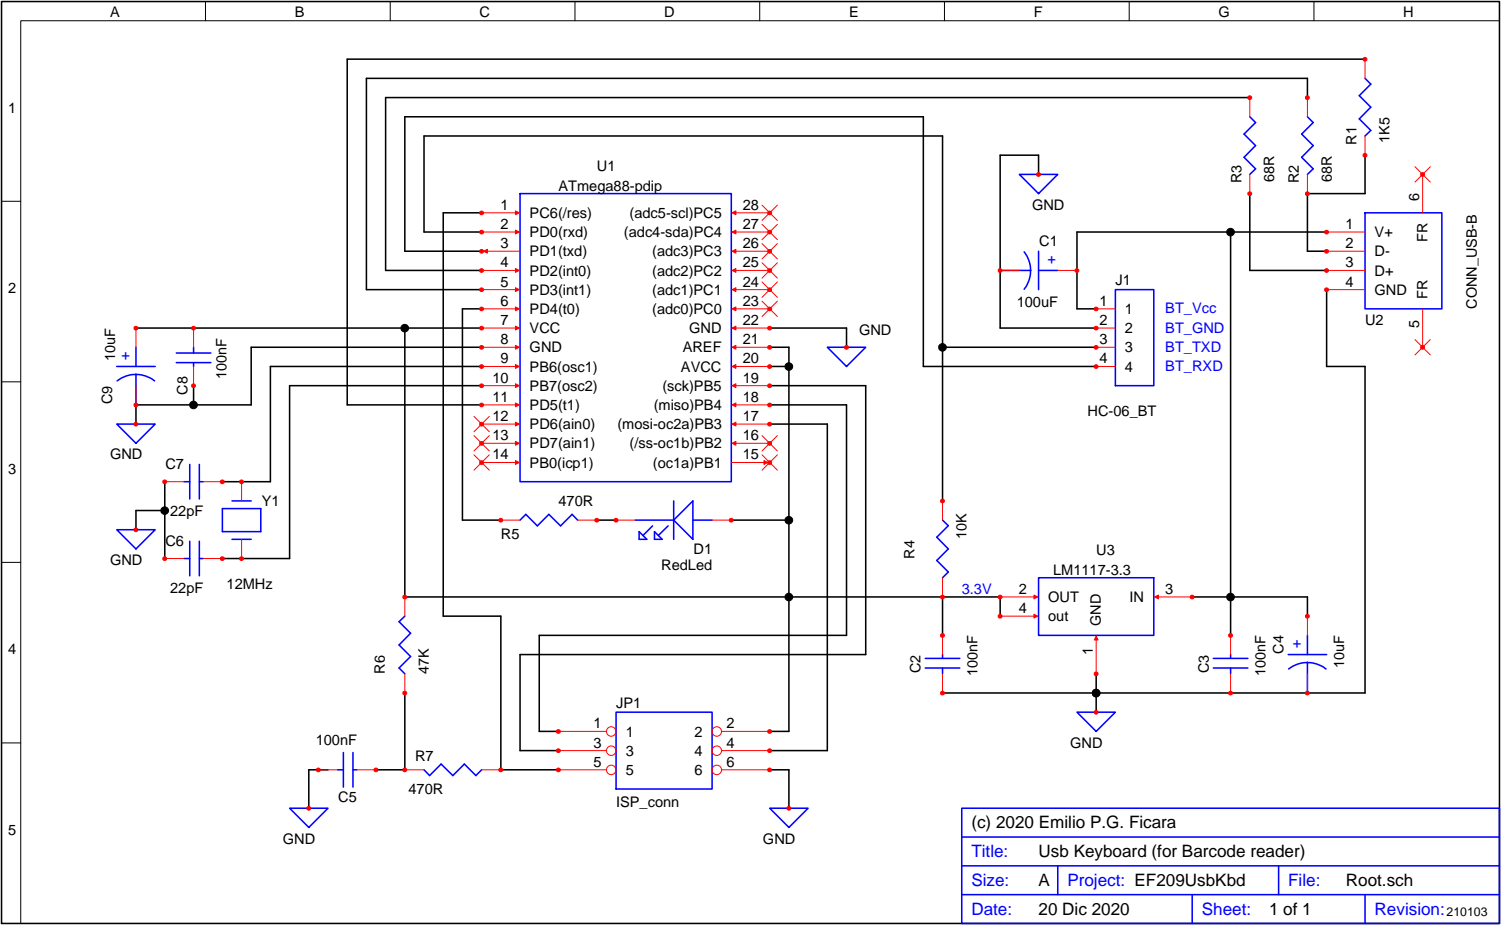 A B C D E F G H
1
2
3
4
5
U1
ATmega88-pdip
1 PC6(/res) (adc5-scl)PC5 28
2 PD0(rxd) (adc4-sda)PC4 27
3 PD1(txd) (adc3)PC3 26
4 PD2(int0) (adc2)PC2 25
5 PD3(int1) (adc1)PC1 24
6 PD4(t0) (adc0)PC0 23
7 VCC GND 22
8 GND AREF 21
9 PB6(osc1) AVCC 20
10 PB7(osc2) (sck)PB5 19
11 PD5(t1) (miso)PB4 18
12 PD6(ain0) (mosi-oc2a)PB3 17
13 PD7(ain1) (/ss-oc1b)PB2 16
14 PB0(icp1) (oc1a)PB1 15
GND
R3
68R
R2
68R
R1
1K5
GND
C1
+
100uF
J1
1 1 BT_Vcc
2 2 BT_GND
3 3 BT_TXD
4 4 BT_RXD
HC-06_BT
6
1 V+ FR
2 D-
3 D+
4 GND FR
U2
5
CONN_USB-B
10uF
+
C9
C8
100nF
GND
C7
22pF
Y1
GND
C6
22pF
12MHz
470R
R5
D1
RedLed
R4
10K
U3
LM1117-3.3
3.3V
2 OUT IN 3
4 out
GND
1
C2
100nF
C3
100nF
C4
+
10uF
GND
R6
47K
JP1
1 1 2 2
3 3 4 4
5 5 6 6
ISP_conn
100nF
C5
R7
470R
GND
GND
(c) 2020 Emilio P.G. Ficara
Title: Usb Keyboard (for Barcode reader)
Size: A Project: EF209UsbKbd File: Root.sch
Date: 20 Dic 2020 Sheet: 1 of 1 Revision: 210103